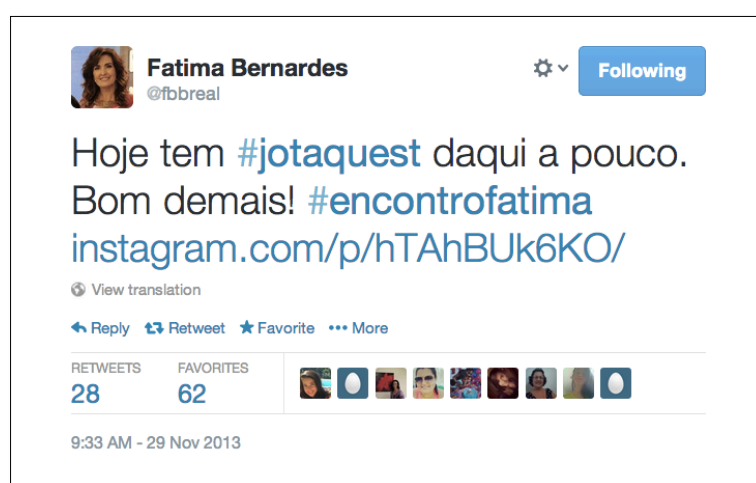 Fatima Bernardes
@fbbreal
Following
Hoje tem #jotaquest daqui a pouco.
Bom demais! #encontrofatima
instagram.com/p/hTAhBUk6KO/
View translation
Reply Retweet Favorite More
RETWEETS FAVORITES
28 62
9:33 AM - 29 Nov 2013